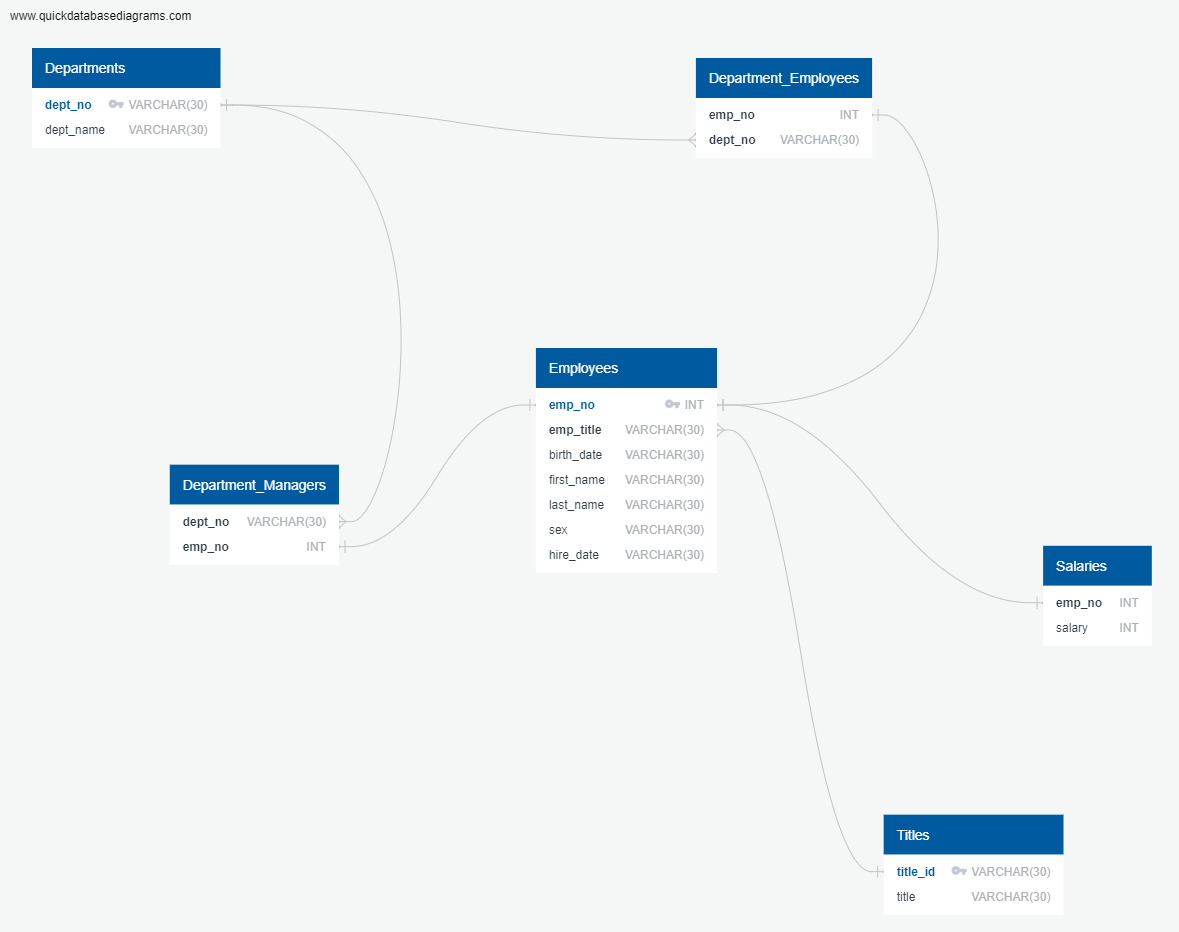 www.quickdatabasediagrams.com
Departments
dept_no VARCHAR(30)
dept_name VARCHAR(30)
Department_Employees
emp_no INT
dept_no VARCHAR(30)
Employees
emp_no INT
emp_title VARCHAR(30)
birth_date VARCHAR(30)
first_name VARCHAR(30)
last_name VARCHAR(30)
sex VARCHAR(30)
hire_date VARCHAR(30)
Department_Managers
dept_no VARCHAR(30)
emp_no INT
Salaries
emp_no INT
salary INT
Titles
title_id VARCHAR(30)
title VARCHAR(30)